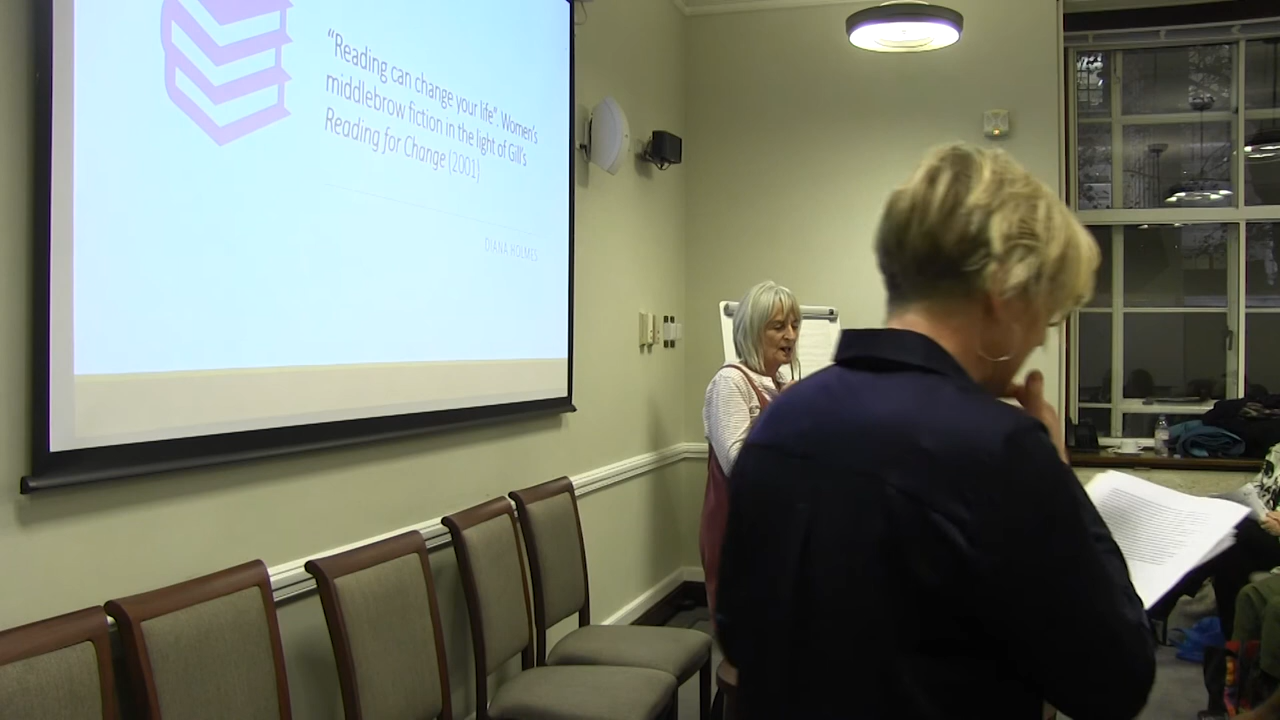 “Reading can change your life”. Women’s
middlebrow fiction in the light of Gill’s
Reading for Change (2001)
DIANA HOLMES